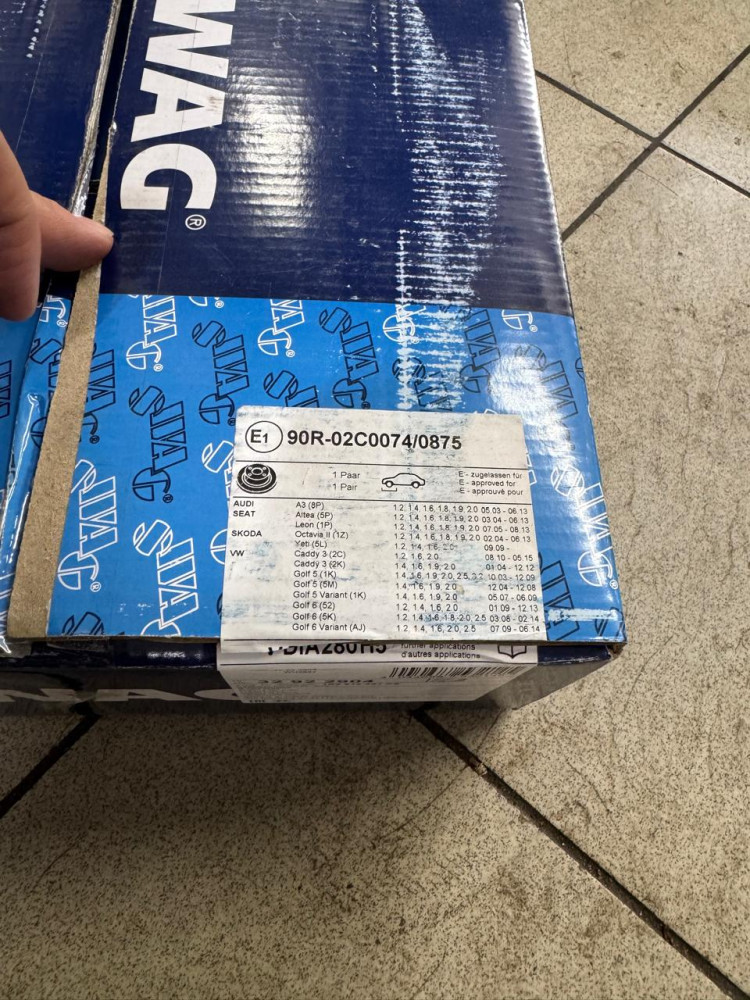 WAG®
SWAG®
E1 90R-02C0074/0875
1 Paar
1 Pair
E - zugelassen für
E - approved for
E - approuvé pour
AUDI A3 (8P) 1.2, 1.4, 1.6, 1.8, 1.9, 2.0 05.03 - 06.13
SEAT Altea (5P) 1.2, 1.4, 1.6, 1.8, 1.9, 2.0 03.04 - 06.13
Leon (1P) 1.2, 1.4, 1.6, 1.8, 1.9, 2.0 07.05 - 08.13
SKODA Octavia II (1Z) 1.2, 1.4, 1.6, 1.8, 1.9, 2.0 02.04 - 06.13
Yeti (5L) 1.2, 1.4, 1.6, 2.0 09.09 -
VW Caddy 3 (2C) 1.2, 1.6, 2.0 08.10 - 05.15
Caddy 3 (2K) 1.4, 1.6, 1.9, 2.0 01.04 - 12.12
Golf 5 (1K) 1.4, 1.6, 1.9, 2.0, 2.5, 3.2 10.03 - 12.09
Golf 5 (5M) 1.4, 1.6, 1.9, 2.0 12.04 - 12.08
Golf 5 Variant (1K) 1.4, 1.6, 1.9, 2.0 05.07 - 06.09
Golf 6 (52) 1.2, 1.4, 1.6, 2.0 01.09 - 12.13
Golf 6 (5K) 1.2, 1.4, 1.6, 1.8, 2.0, 2.5 03.08 - 02.14
Golf 6 Variant (AJ) 1.2, 1.4, 1.6, 2.0, 2.5 07.09 - 06.14
further applications
d'autres applications